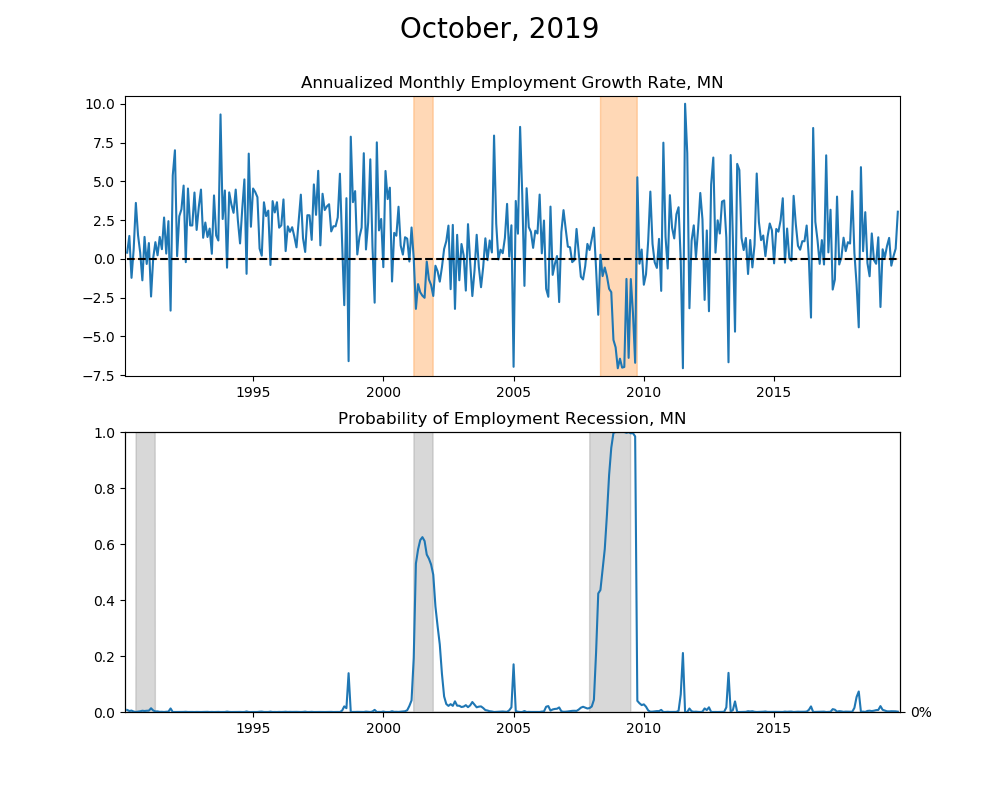 October, 2019
Annualized Monthly Employment Growth Rate, MN
10.0
7.5
5.0
2.5
0.0
−2.5
−5.0
−7.5
1995 2000 2005 2010 2015
Probability of Employment Recession, MN
1.0
0.8
0.6
0.4
0.2
0.0 0%
1995 2000 2005 2010 2015